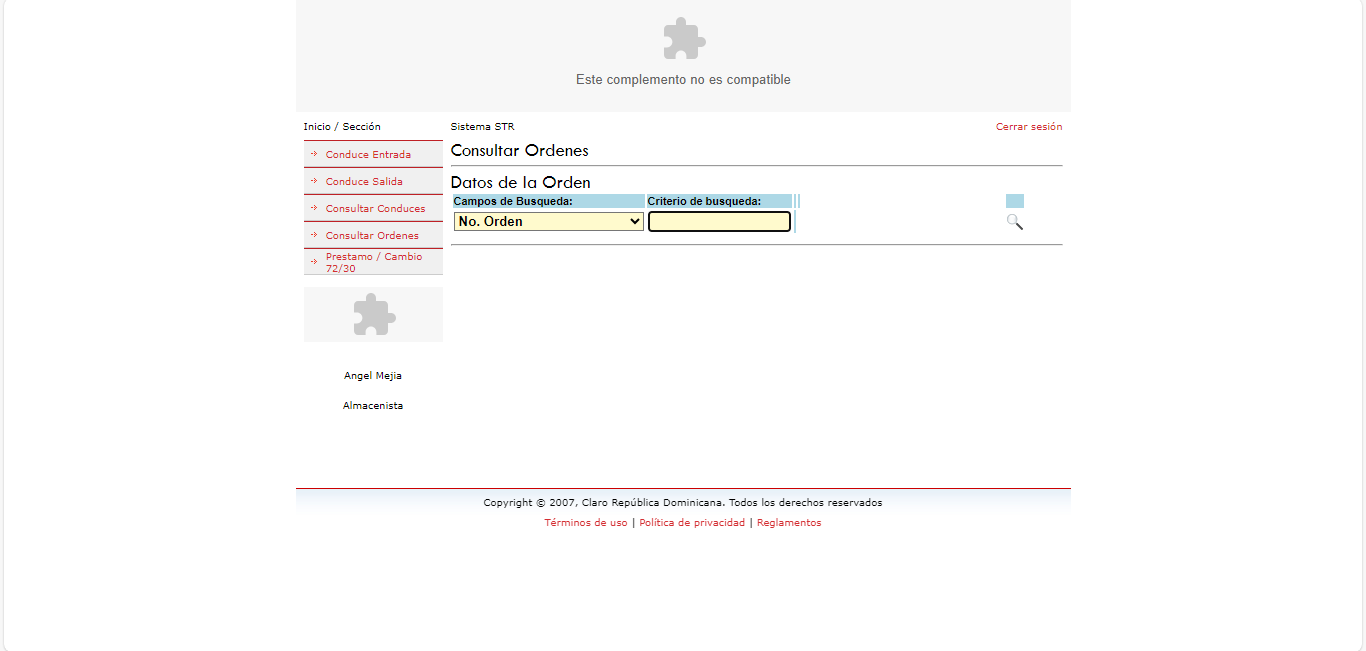 Este complemento no es compatible
Inicio / Sección
Sistema STR
Cerrar sesión
Conduce Entrada
Conduce Salida
Consultar Conduces
Consultar Ordenes
Prestamo / Cambio
72/30
Consultar Ordenes
Datos de la Orden
Campos de Busqueda: Criterio de busqueda:
No. Orden
Angel Mejia
Almacenista
Copyright © 2007, Claro República Dominicana. Todos los derechos reservados
Términos de uso | Política de privacidad | Reglamentos